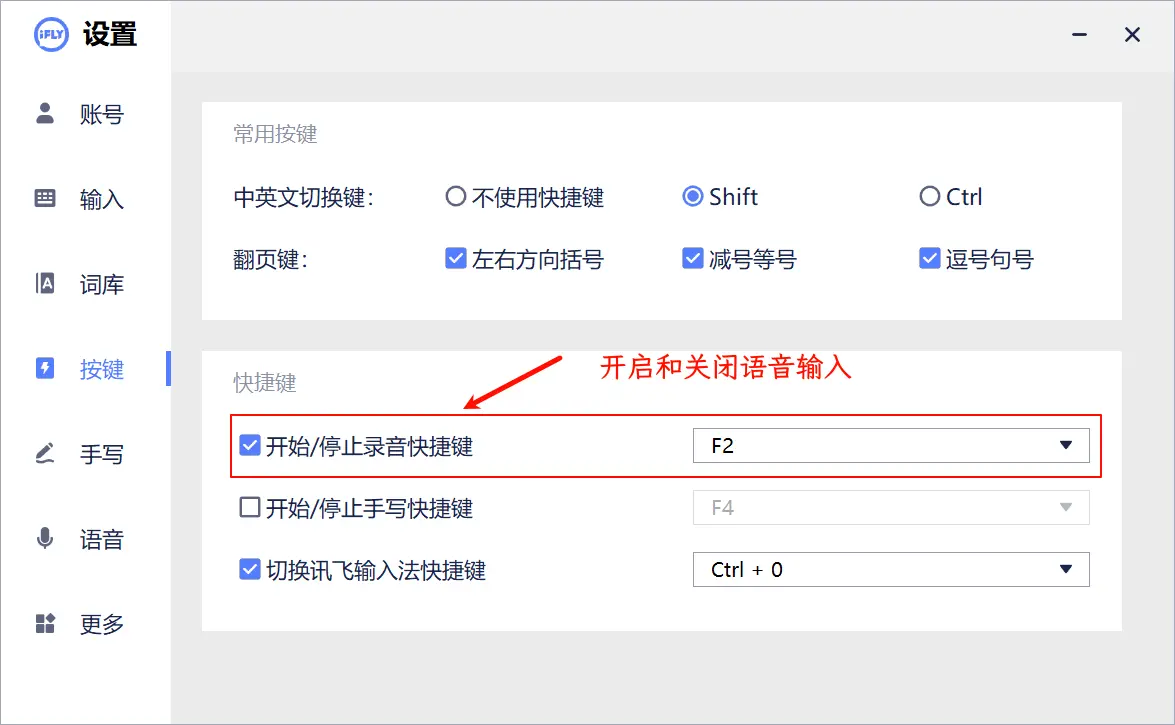 iFLY 设置
账号
输入
词库
按键
手写
语音
更多
常用按键
中英文切换键: 不使用快捷键 Shift Ctrl
翻页键: 左右方向括号 减号等号 逗号句号
快捷键
开启和关闭语音输入
开始/停止录音快捷键 F2
开始/停止手写快捷键 F4
切换讯飞输入法快捷键 Ctrl + 0